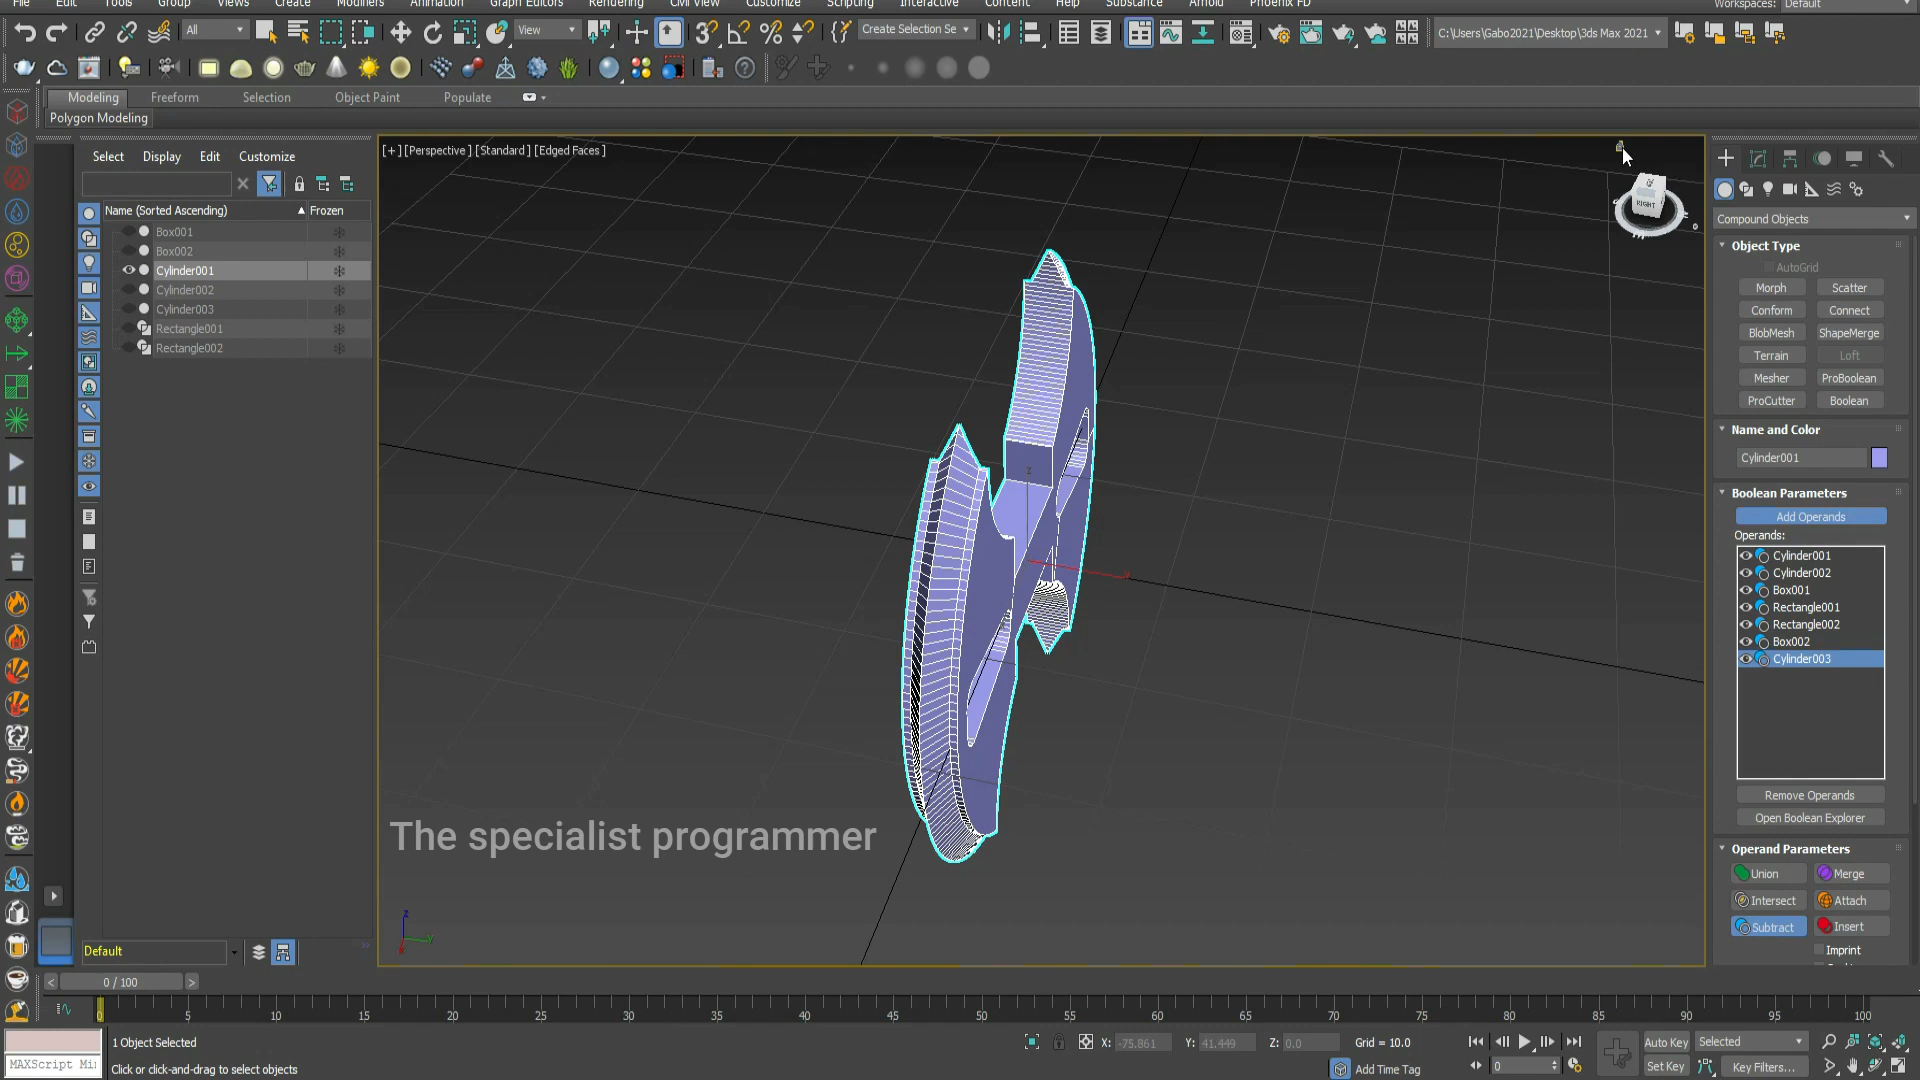 File Edit Tools Group Views Create Modifiers Animation Graph Editors Rendering Civil View Customize Scripting Interactive Content Help Substance Arnold Phoenix FD Workspaces: Default
All View Create Selection Se C:\Users\Gabo2021\Desktop\3ds Max 2021
Modeling Freeform Selection Object Paint Populate
Polygon Modeling
Select Display Edit Customize
Name (Sorted Ascending) Frozen
Box001
Box002
Cylinder001
Cylinder002
Cylinder003
Rectangle001
Rectangle002
Default
[+] [Perspective ] [Standard ] [Edged Faces ]
RIGHT
The specialist programmer
Compound Objects
Object Type
AutoGrid
Morph Scatter
Conform Connect
BlobMesh ShapeMerge
Terrain Loft
Mesher ProBoolean
ProCutter Boolean
Name and Color
Cylinder001
Boolean Parameters
Add Operands
Operands:
Cylinder001
Cylinder002
Box001
Rectangle001
Rectangle002
Box002
Cylinder003
Remove Operands
Open Boolean Explorer
Operand Parameters
Union Merge
Intersect Attach
Subtract Insert
Imprint
0 / 100
0 5 10 15 20 25 30 35 40 45 50 55 60 65 70 75 80 85 90 95 100
1 Object Selected X: -75.861 Y: 41.449 Z: 0.0 Grid = 10.0 Auto Key Selected
MAXScript Mi Click or click-and-drag to select objects Add Time Tag 0 Set Key Key Filters...